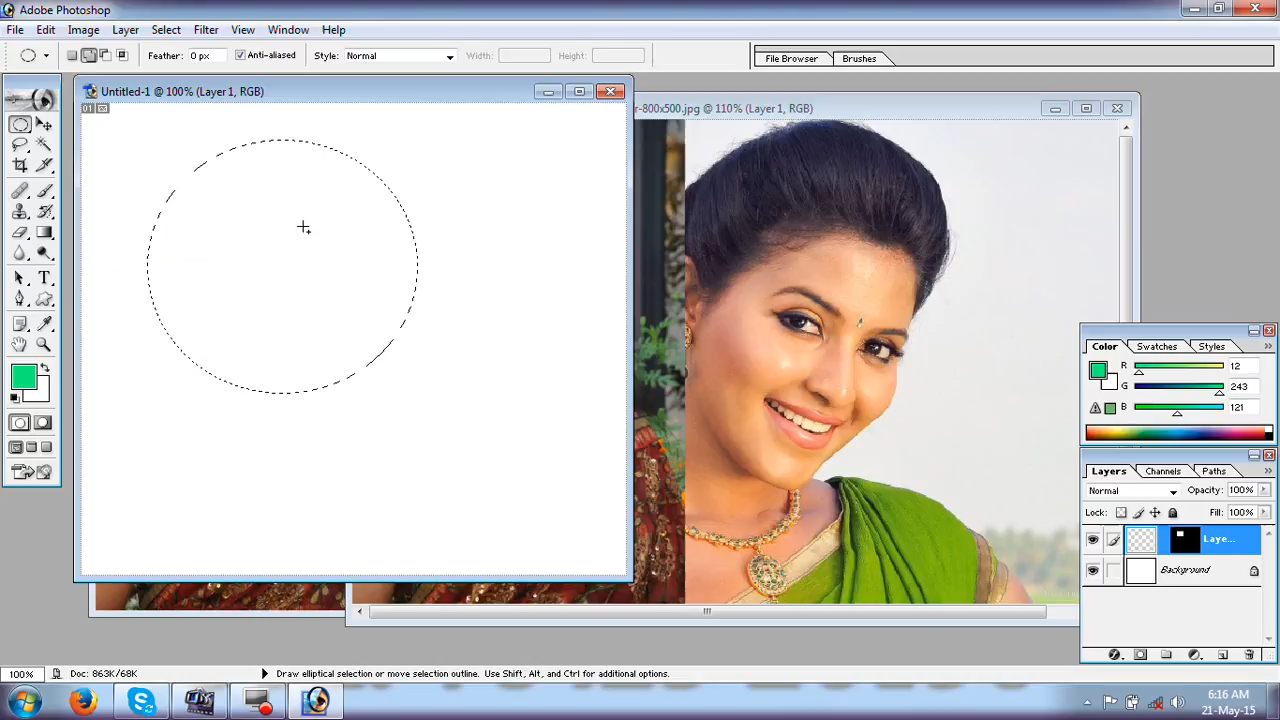 Adobe Photoshop
File Edit Image Layer Select Filter View Window Help
Feather: 0 px Anti-aliased Style: Normal Width: Height: File Browser Brushes
Untitled-1 @ 100% (Layer 1, RGB)
r-800x500.jpg @ 110% (Layer 1, RGB)
01
T
Color Swatches Styles
R 12
G 243
B 121
Layers Channels Paths
Normal Opacity: 100%
Lock: Fill: 100%
Laye...
Background
100% Doc: 863K/68K Draw elliptical selection or move selection outline. Use Shift, Alt, and Ctrl for additional options.
6:16 AM
21-May-15